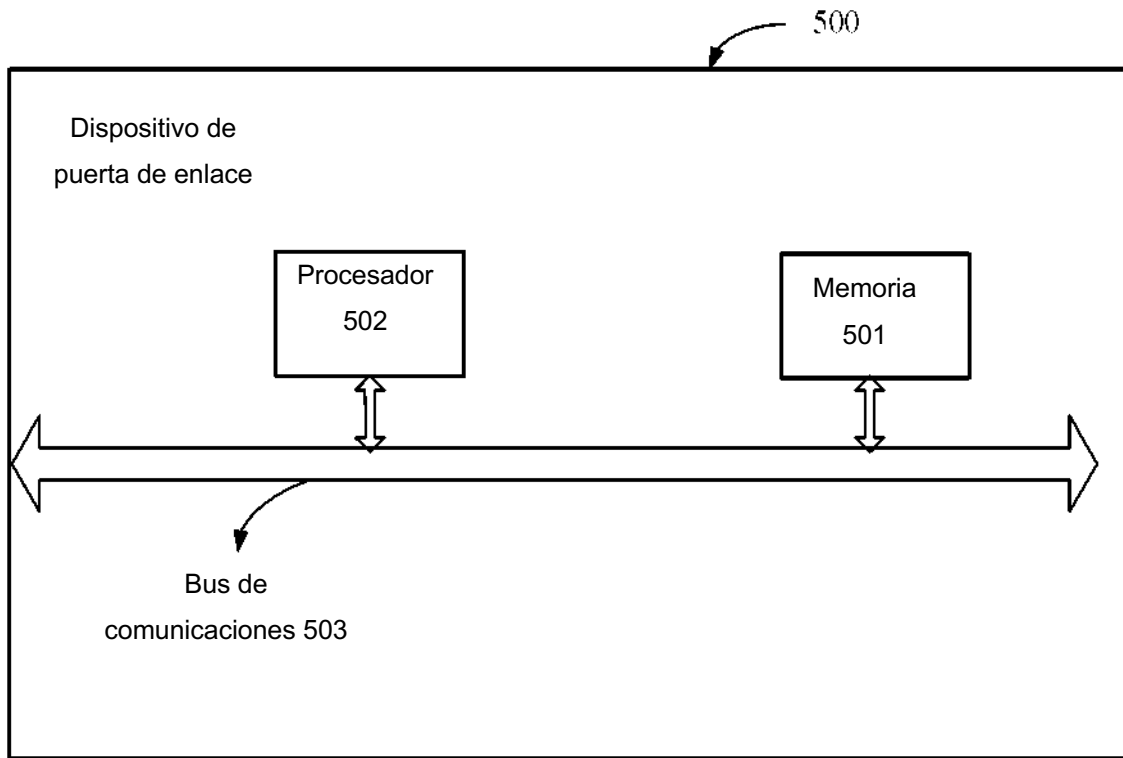 500
Dispositivo de
puerta de enlace
Procesador
502
Memoria
501
Bus de
comunicaciones 503